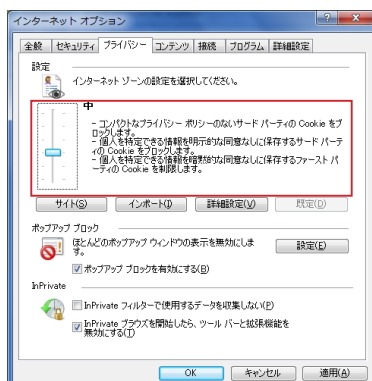 インターネット オプション
全般 セキュリティ プライバシー コンテンツ 接続 プログラム 詳細設定
設定
インターネット ゾーンの設定を選択してください。
中
- コンパクトなプライバシー ポリシーのないサード パーティの Cookie をブ
ロックします。
- 個人を特定できる情報を明示的な同意なしに保存するサード パーテ
ィの Cookie をブロックします。
- 個人を特定できる情報を暗黙的な同意なしに保存するファースト パ
ーティの Cookie を制限します。
サイト(S) インポート(I) 詳細設定(V) 既定(D)
ポップアップ ブロック
ほとんどのポップアップ ウィンドウの表示を無効にしま
す。
設定(E)
ポップアップ ブロックを有効にする(B)
InPrivate
InPrivate フィルターで使用するデータを収集しない(P)
InPrivate ブラウズを開始したら、ツール バーと拡張機能を
無効にする(T)
OK キャンセル 適用(A)